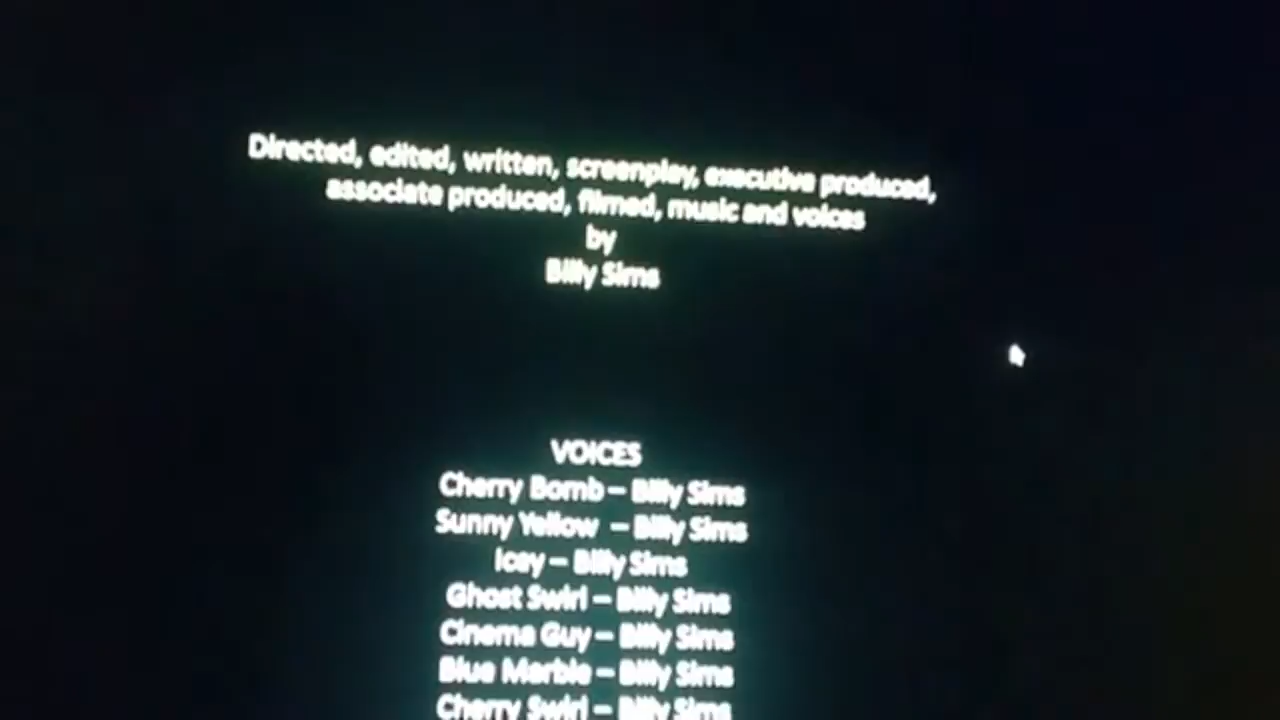 Directed, edited, written, screenplay, executive produced,
associate produced, filmed, music and voices
by
Billy Sims
VOICES
Cherry Bomb – Billy Sims
Sunny Yellow – Billy Sims
Icey – Billy Sims
Ghost Swirl – Billy Sims
Cinema Guy – Billy Sims
Blue Marble – Billy Sims
Cherry Swirl – Billy Sims